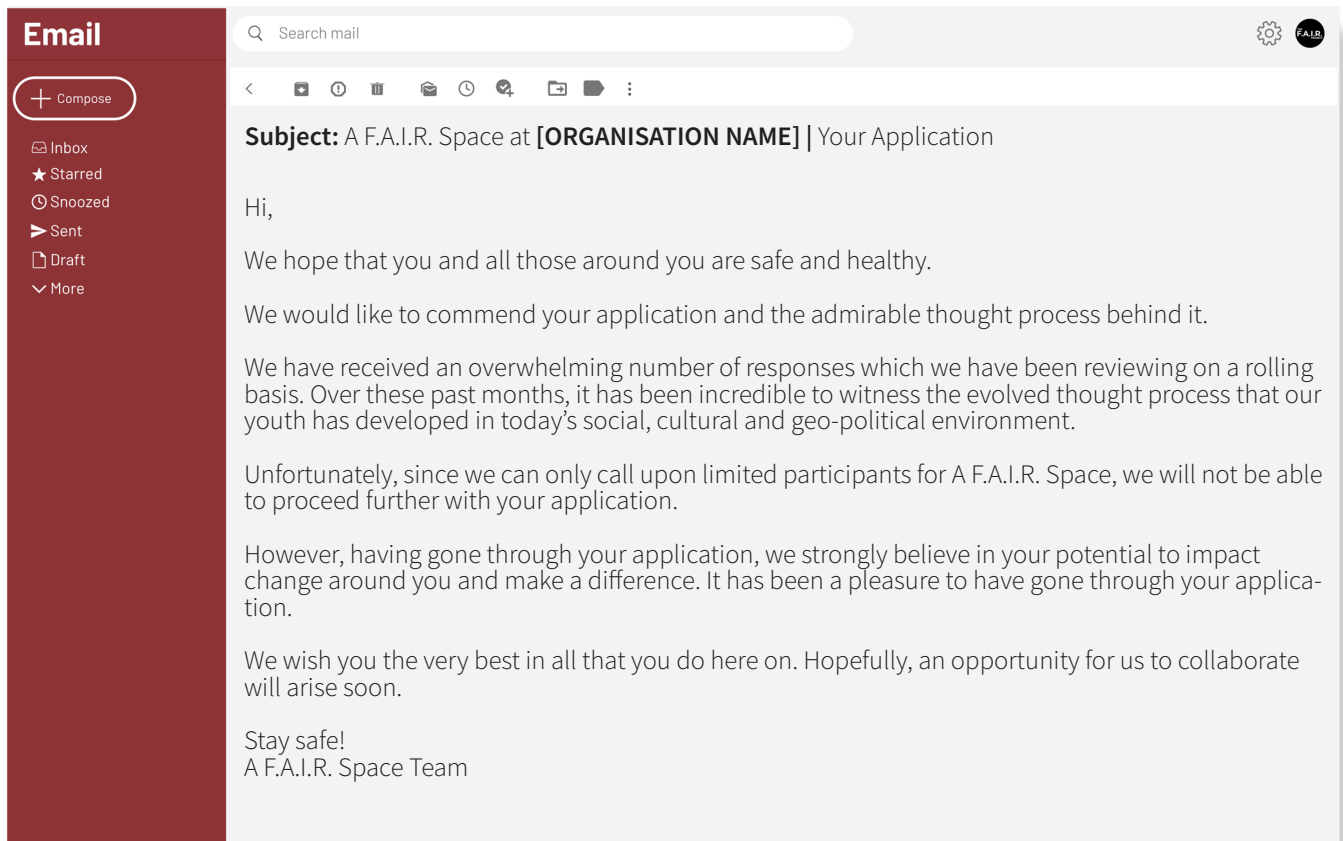 Email
Search mail
F.A.I.R.
Compose
Inbox
Starred
Snoozed
Sent
Draft
More
Subject: A F.A.I.R. Space at [ORGANISATION NAME] | Your Application
Hi,
We hope that you and all those around you are safe and healthy.
We would like to commend your application and the admirable thought process behind it.
We have received an overwhelming number of responses which we have been reviewing on a rolling
basis. Over these past months, it has been incredible to witness the evolved thought process that our
youth has developed in today’s social, cultural and geo-political environment.
Unfortunately, since we can only call upon limited participants for A F.A.I.R. Space, we will not be able
to proceed further with your application.
However, having gone through your application, we strongly believe in your potential to impact
change around you and make a difference. It has been a pleasure to have gone through your applica-
tion.
We wish you the very best in all that you do here on. Hopefully, an opportunity for us to collaborate
will arise soon.
Stay safe!
A F.A.I.R. Space Team